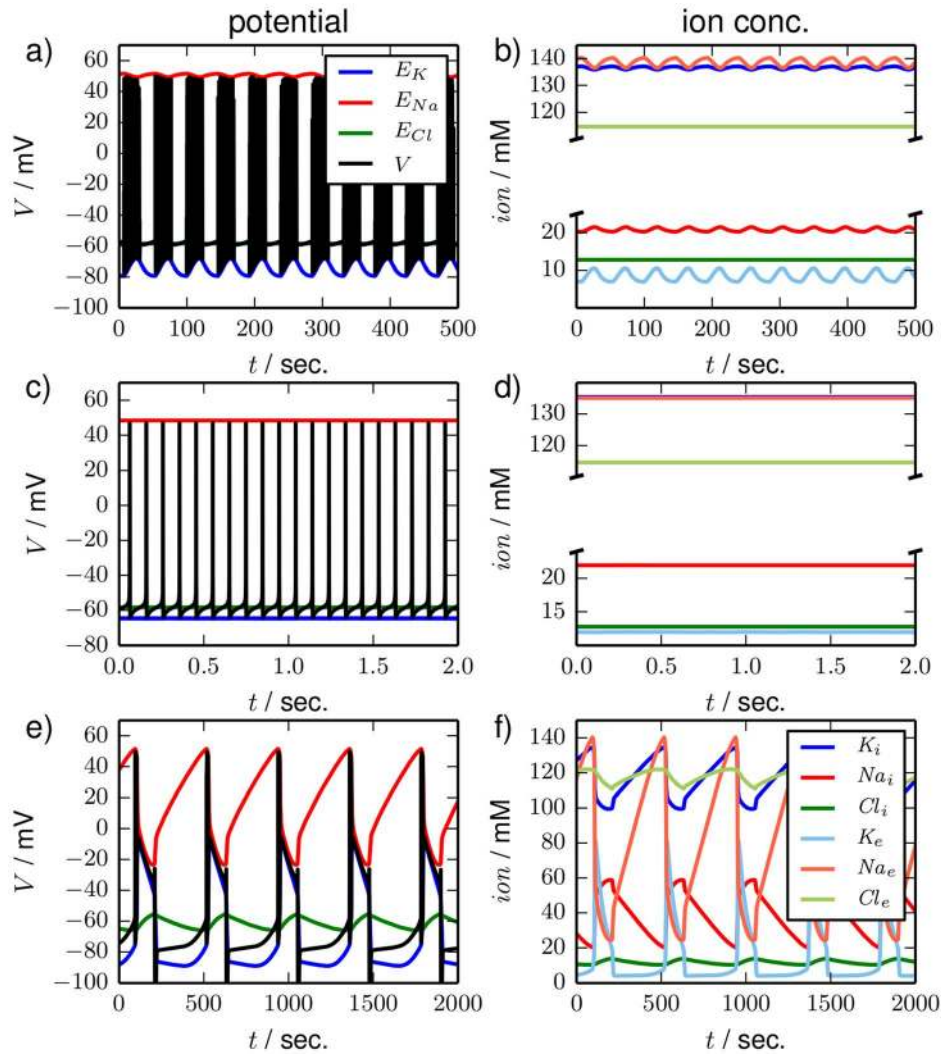 potential
ion conc.
a)
60
40
20
0
−20
−40
−60
−80
−100
V / mV
E_K
E_Na
E_Cl
V
0 100 200 300 400 500
t / sec.
b)
140
130
120
20
10
ion / mM
0 100 200 300 400 500
t / sec.
c)
60
40
20
0
−20
−40
−60
−80
V / mV
0.0 0.5 1.0 1.5 2.0
t / sec.
d)
130
120
20
15
ion / mM
0.0 0.5 1.0 1.5 2.0
t / sec.
e)
60
40
20
0
−20
−40
−60
−80
−100
V / mV
0 500 1000 1500 2000
t / sec.
f)
140
120
100
80
60
40
20
0
ion / mM
K_i
Na_i
Cl_i
K_e
Na_e
Cl_e
0 500 1000 1500 2000
t / sec.